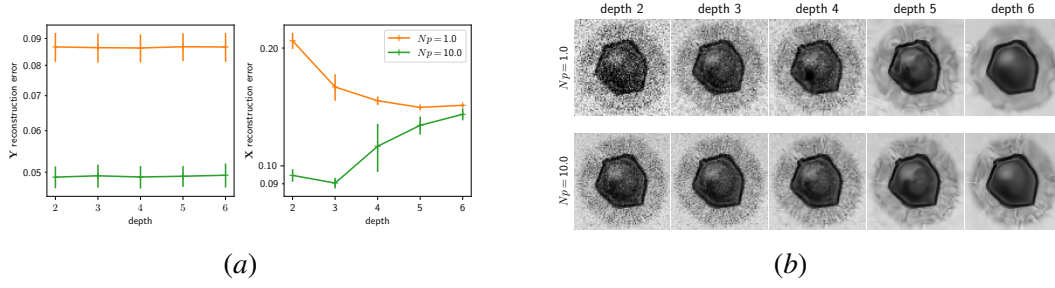 0.09
0.08
0.07
0.06
0.05
Y reconstruction error
2 3 4 5 6
depth
0.20
0.10
0.09
X reconstruction error
Np = 1.0
Np = 10.0
2 3 4 5 6
depth
(a)
depth 2 depth 3 depth 4 depth 5 depth 6
Np = 1.0
Np = 10.0
(b)